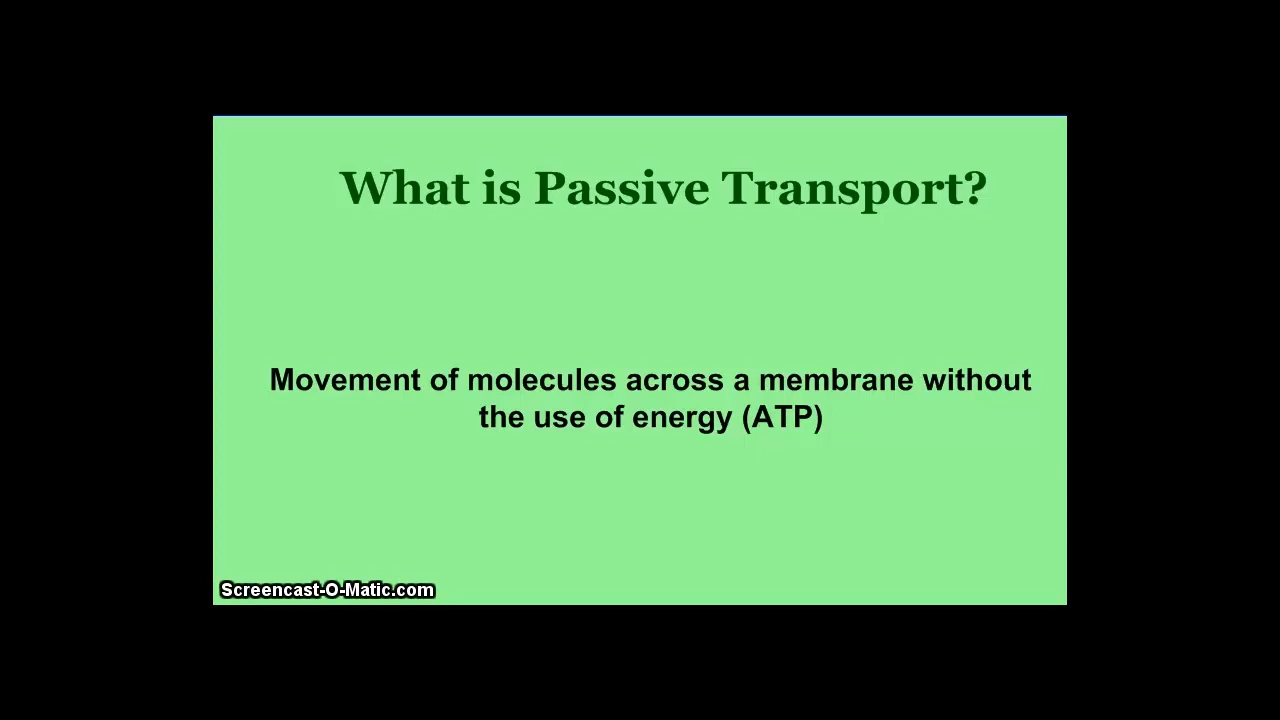 What is Passive Transport?
Movement of molecules across a membrane without
the use of energy (ATP)
Screencast-O-Matic.com